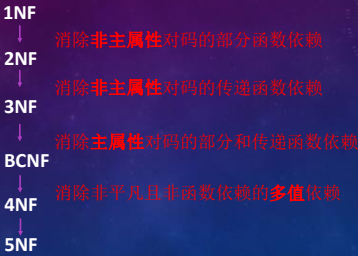 1NF
消除非主属性对码的部分函数依赖
2NF
消除非主属性对码的传递函数依赖
3NF
消除主属性对码的部分和传递函数依赖
BCNF
消除非平凡且非函数依赖的多值依赖
4NF
5NF